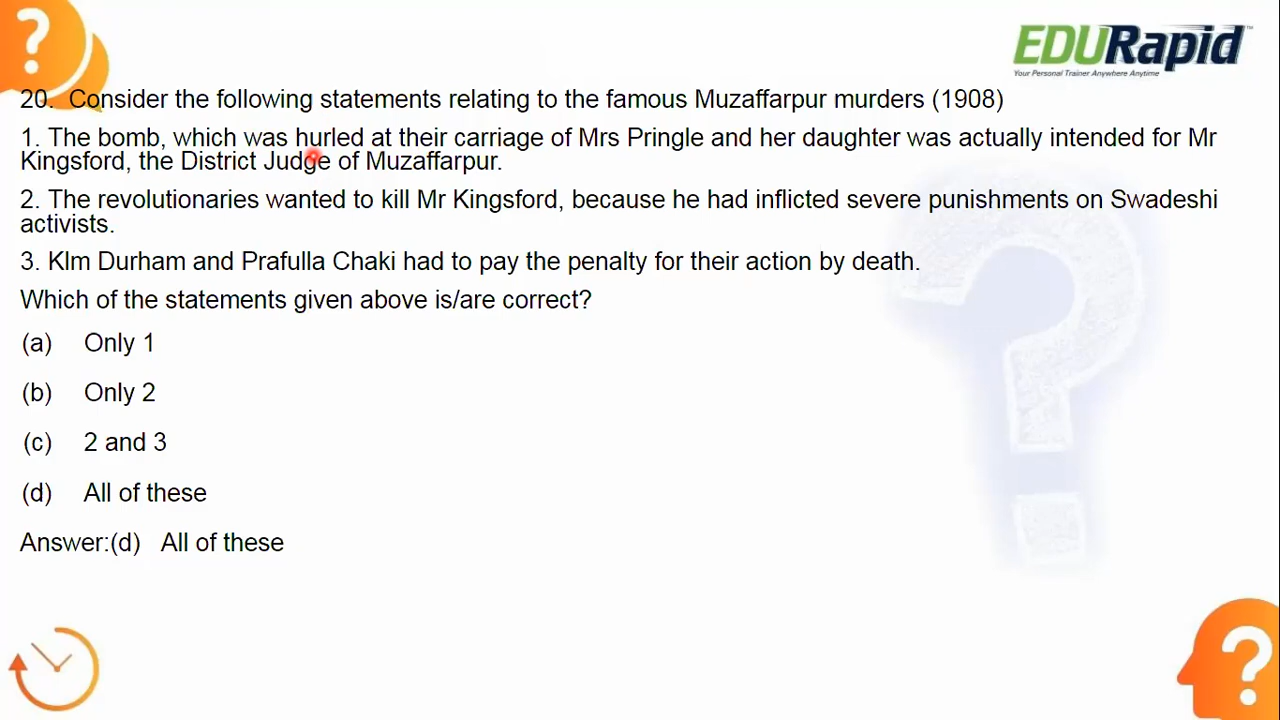 EDURapid™
Your Personal Trainer Anywhere Anytime
20. Consider the following statements relating to the famous Muzaffarpur murders (1908)
1. The bomb, which was hurled at their carriage of Mrs Pringle and her daughter was actually intended for Mr
Kingsford, the District Judge of Muzaffarpur.
2. The revolutionaries wanted to kill Mr Kingsford, because he had inflicted severe punishments on Swadeshi
activists.
3. Klm Durham and Prafulla Chaki had to pay the penalty for their action by death.
Which of the statements given above is/are correct?
(a) Only 1
(b) Only 2
(c) 2 and 3
(d) All of these
Answer:(d) All of these